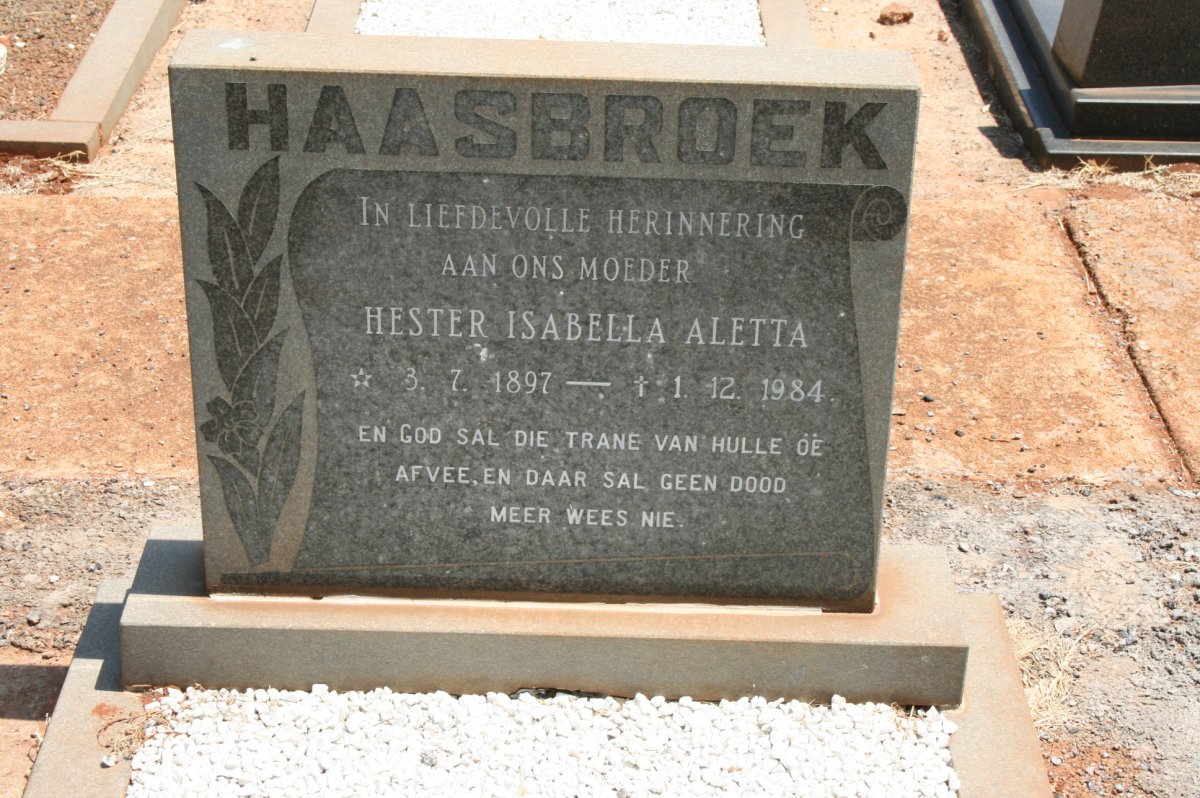 HAASBROEK
IN LIEFDEVOLLE HERINNERING
AAN ONS MOEDER
HESTER ISABELLA ALETTA
☆ 3. 7. 1897 — † 1. 12. 1984.
EN GOD SAL DIE TRANE VAN HULLE OË
AFVEE, EN DAAR SAL GEEN DOOD
MEER WEES NIE.